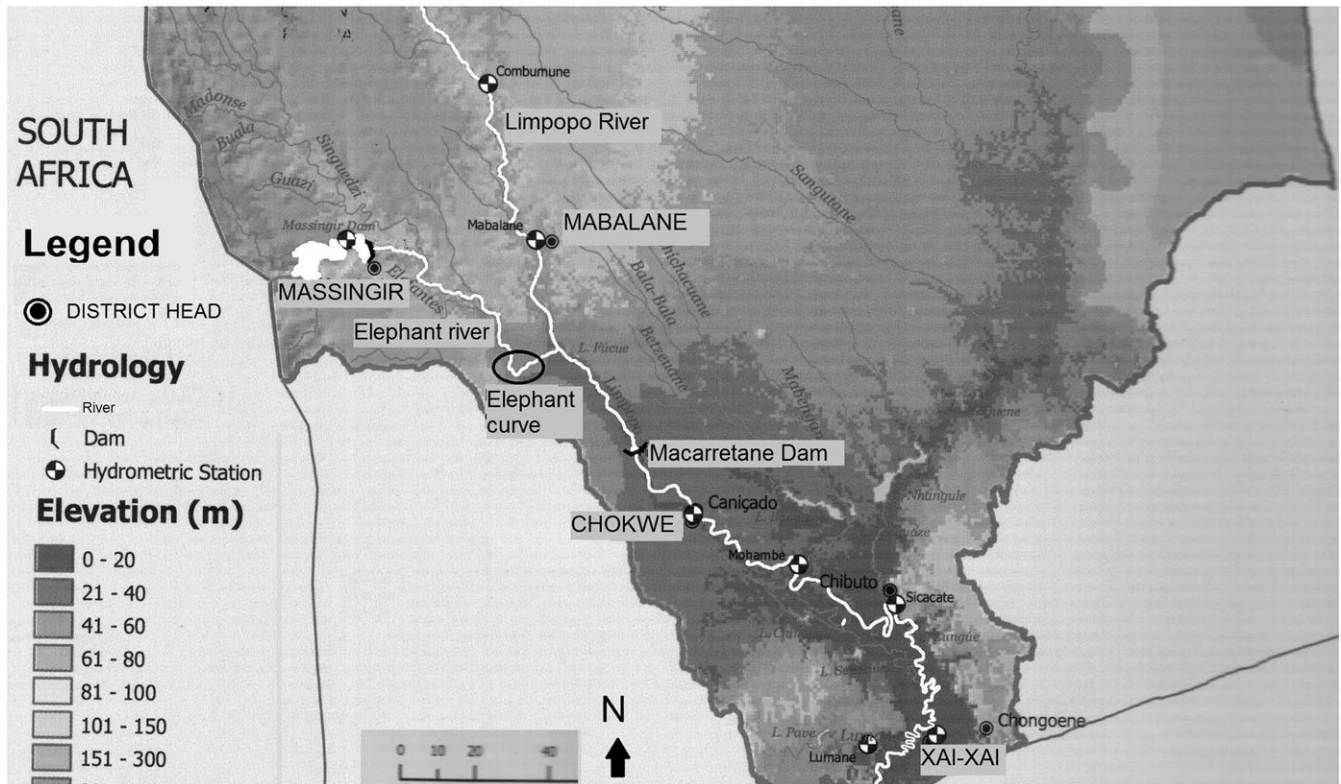 SOUTH
AFRICA
Legend
DISTRICT HEAD
Hydrology
River
Dam
Hydrometric Station
Elevation (m)
0 - 20
21 - 40
41 - 60
61 - 80
81 - 100
101 - 150
151 - 300
Combumune
Limpopo River
Madonse
Buala
Singuedzi
Guazi
Sangutane
Massingir Dam
Mabalane
MABALANE
MASSINGIR
Elefantes
Elephant river
Bala-Bala
Betzeuane
L. Fúcue
Elephant
curve
Limpopo
Macarretane Dam
Caniçado
CHOKWE
Nhangule
Mohambe
Chibuto
Sicacate
Chongoene
L. Pave
Lumane
XAI-XAI
N
0 10 20 40